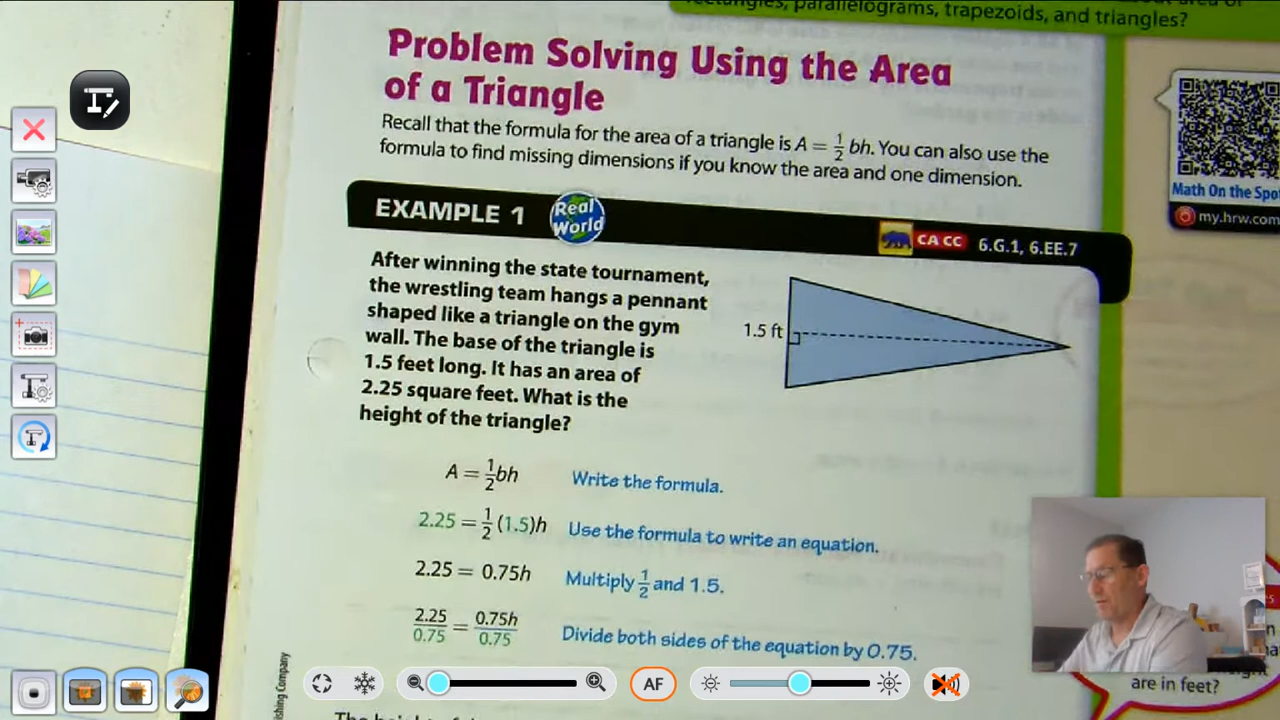 rectangles, parallelograms, trapezoids, and triangles?
Problem Solving Using the Area
of a Triangle
Recall that the formula for the area of a triangle is A = 1/2 bh. You can also use the
formula to find missing dimensions if you know the area and one dimension.
Math On the Spo
my.hrw.com
EXAMPLE 1
Real
World
CA CC 6.G.1, 6.EE.7
After winning the state tournament,
the wrestling team hangs a pennant
shaped like a triangle on the gym
wall. The base of the triangle is
1.5 feet long. It has an area of
2.25 square feet. What is the
height of the triangle?
1.5 ft
A = 1/2 bh Write the formula.
2.25 = 1/2 (1.5)h Use the formula to write an equation.
2.25 = 0.75h Multiply 1/2 and 1.5.
2.25/0.75 = 0.75h/0.75 Divide both sides of the equation by 0.75.
are in feet?
shing Company
AF